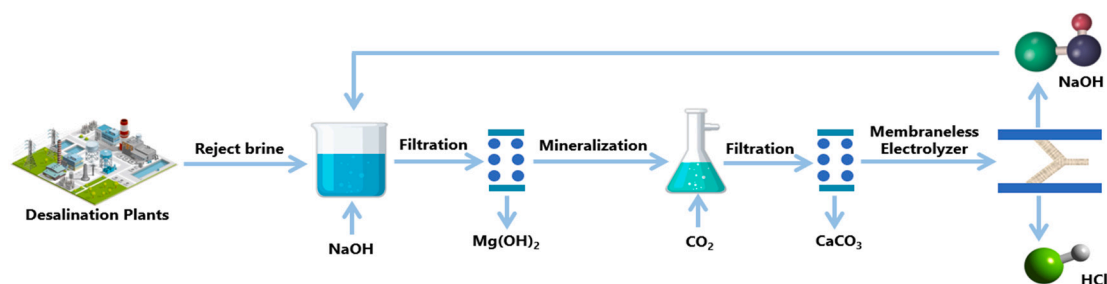 NaOH
Desalination Plants
Reject brine
NaOH
Filtration
Mg(OH)₂
Mineralization
CO₂
Filtration
CaCO₃
Membraneless
Electrolyzer
HCl